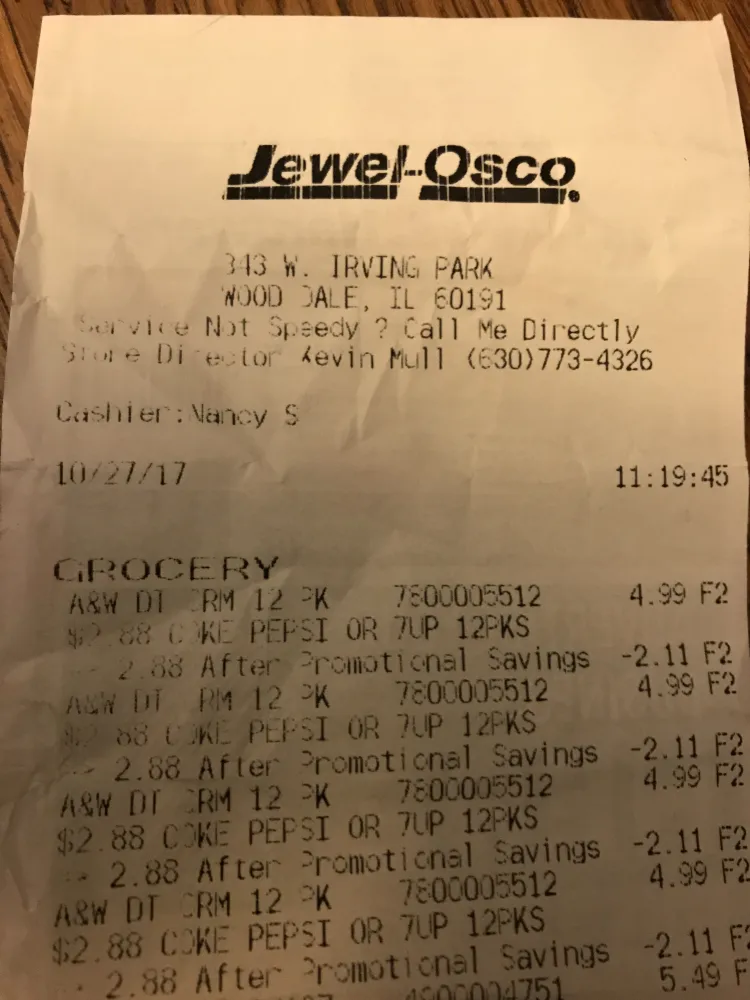 Jewel-Osco
343 W. IRVING PARK
WOOD DALE, IL 60191
Service Not Speedy ? Call Me Directly
Store Director Kevin Mull (630)773-4326
Cashier:Nancy S
10/27/17 11:19:45
GROCERY
A&W DT CRM 12 PK 7800005512 4.99 F2
$2.88 COKE PEPSI OR 7UP 12PKS
-- 2.88 After Promotional Savings -2.11 F2
A&W DT CRM 12 PK 7800005512 4.99 F2
$2.88 COKE PEPSI OR 7UP 12PKS
-- 2.88 After Promotional Savings -2.11 F2
A&W DT CRM 12 PK 7800005512 4.99 F2
$2.88 COKE PEPSI OR 7UP 12PKS
-- 2.88 After Promotional Savings -2.11 F2
A&W DT CRM 12 PK 7800005512 4.99 F2
$2.88 COKE PEPSI OR 7UP 12PKS
-- 2.88 After Promotional Savings -2.11 F2
4900004751 5.49 F